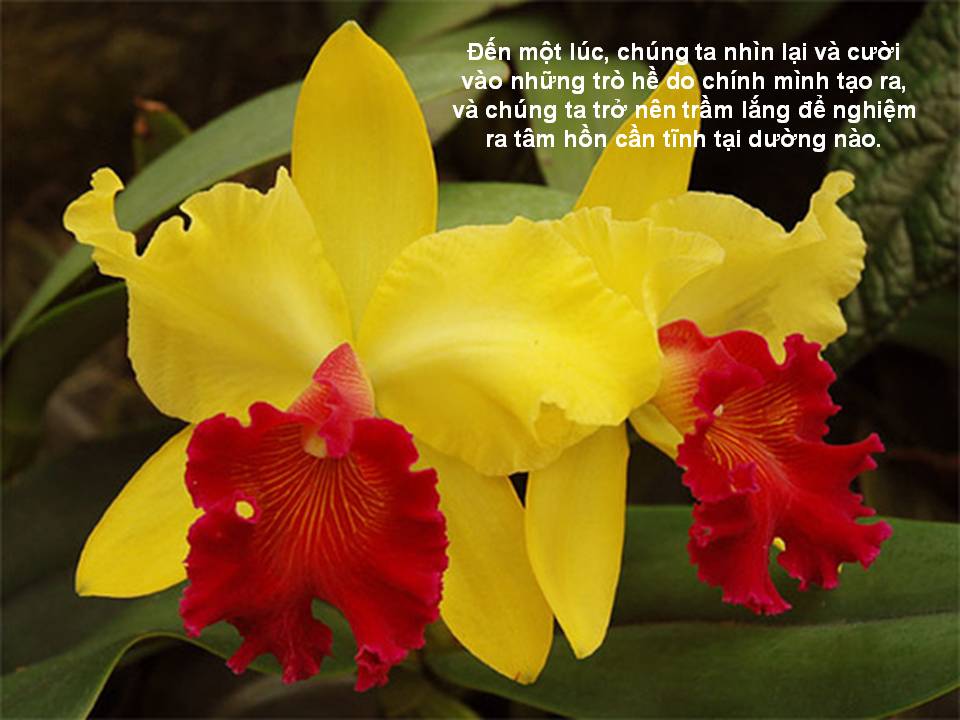 Đến một lúc, chúng ta nhìn lại và cười
vào những trò hề do chính mình tạo ra,
và chúng ta trở nên trầm lắng để nghiệm
ra tâm hồn cần tĩnh tại dường nào.